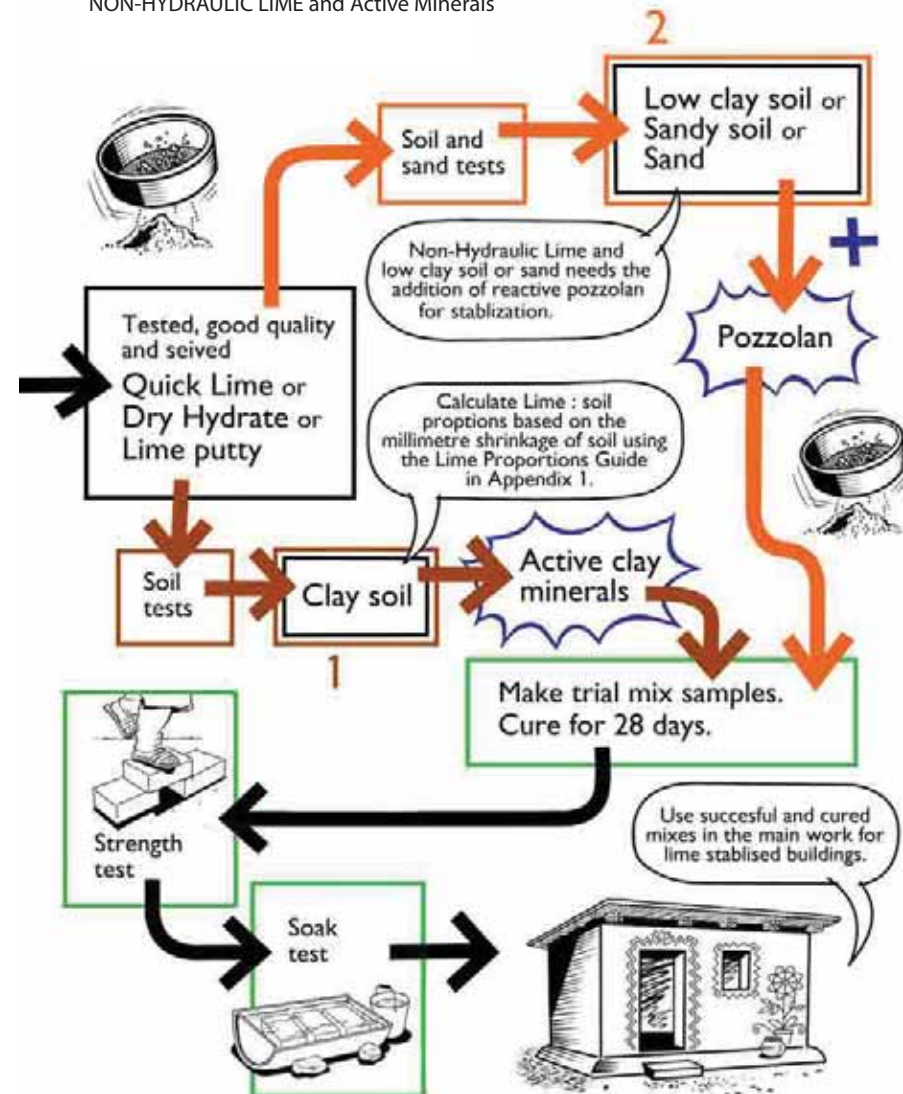 NON-HYDRAULIC LIME and Active Minerals
2
Low clay soil or
Sandy soil or
Sand
Soil and
sand tests
Non-Hydraulic Lime and
low clay soil or sand needs the
addition of reactive pozzolan
for stablization.
+
Pozzolan
Tested, good quality
and seived
Quick Lime or
Dry Hydrate or
Lime putty
Calculate Lime : soil
proptions based on the
millimetre shrinkage of soil using
the Lime Proportions Guide
in Appendix 1.
Soil
tests
Clay soil
1
Active clay
minerals
Make trial mix samples.
Cure for 28 days.
Strength
test
Soak
test
Use succesful and cured
mixes in the main work for
lime stablised buildings.